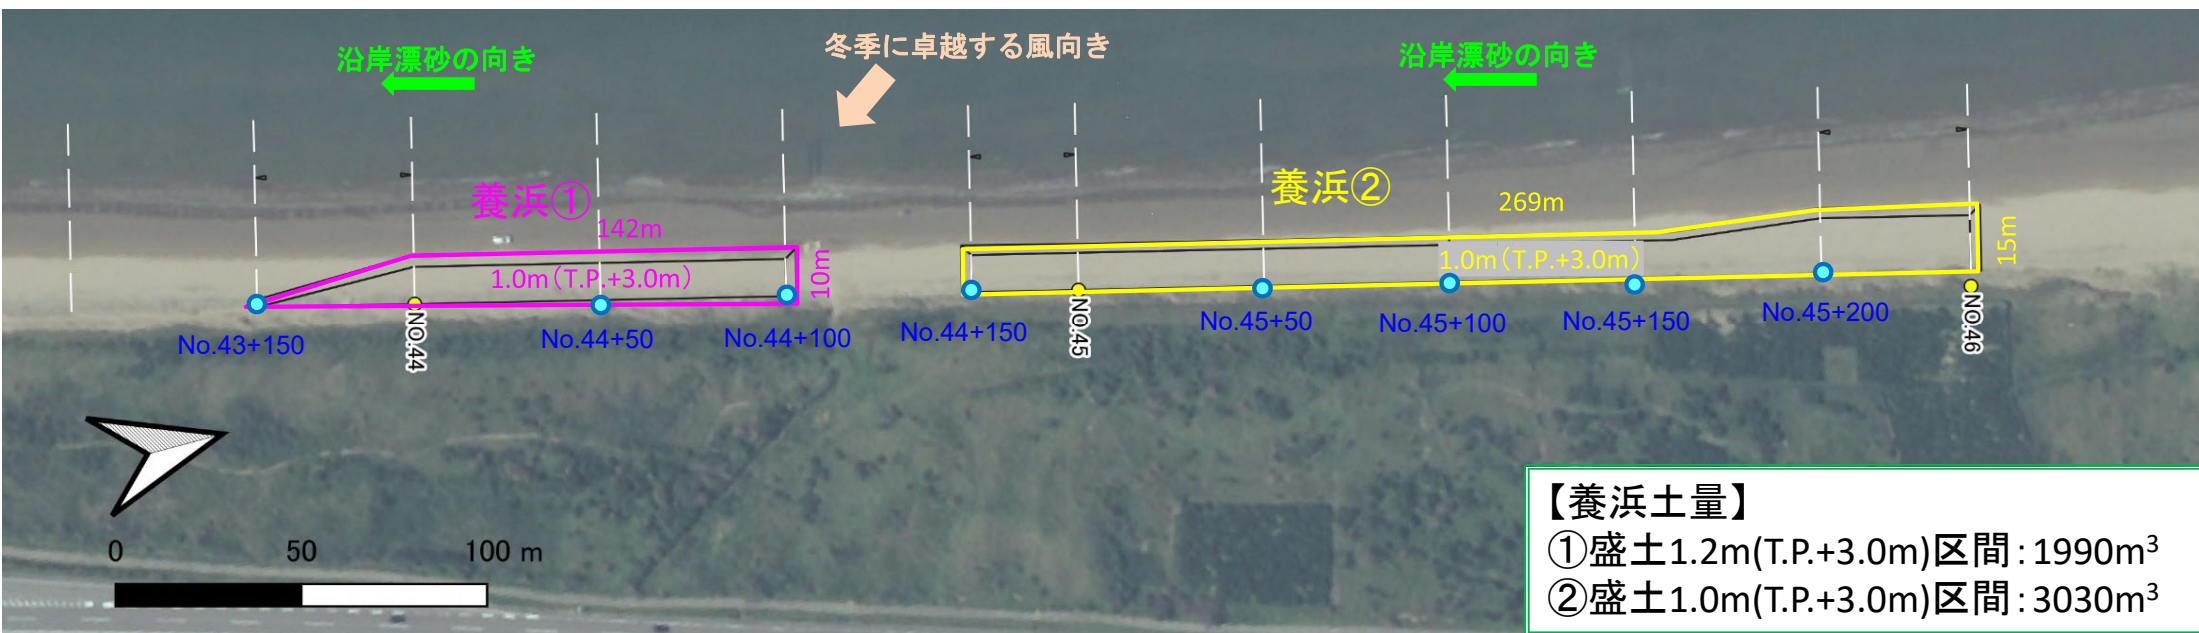 沿岸漂砂の向き
冬季に卓越する風向き
沿岸漂砂の向き
養浜①
142m
1.0m（T.P.+3.0m）
10m
養浜②
269m
1.0m（T.P.+3.0m）
15m
No.43+150
NO.44
No.44+50
No.44+100
No.44+150
NO.45
No.45+50
No.45+100
No.45+150
No.45+200
NO.46
0 50 100 m
【養浜土量】
①盛土1.2m(T.P.+3.0m)区間：1990m³
②盛土1.0m(T.P.+3.0m)区間：3030m³